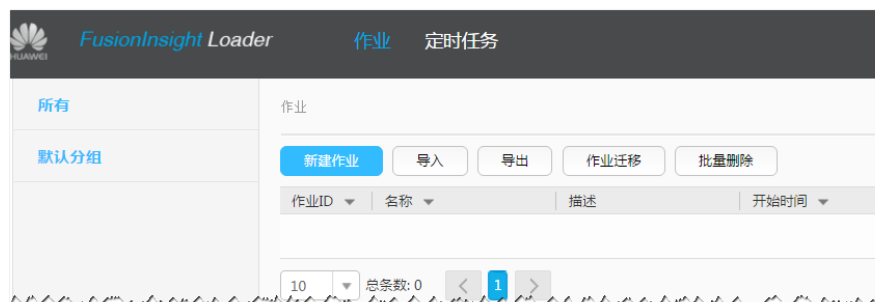 HUAWEI FusionInsight Loader 作业 定时任务
所有
默认分组
作业
新建作业 导入 导出 作业迁移 批量删除
作业ID 名称 描述 开始时间
10 总条数: 0 1